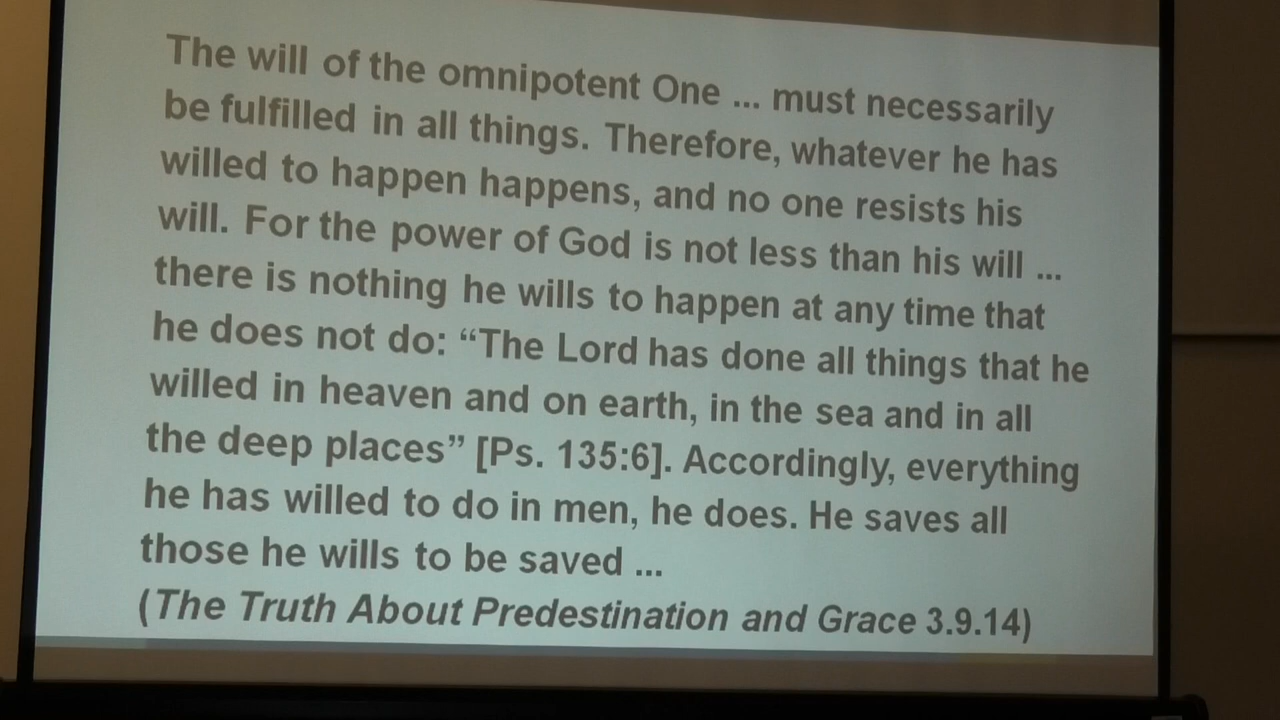 The will of the omnipotent One ... must necessarily
be fulfilled in all things. Therefore, whatever he has
willed to happen happens, and no one resists his
will. For the power of God is not less than his will ...
there is nothing he wills to happen at any time that
he does not do: “The Lord has done all things that he
willed in heaven and on earth, in the sea and in all
the deep places” [Ps. 135:6]. Accordingly, everything
he has willed to do in men, he does. He saves all
those he wills to be saved ...
(The Truth About Predestination and Grace 3.9.14)